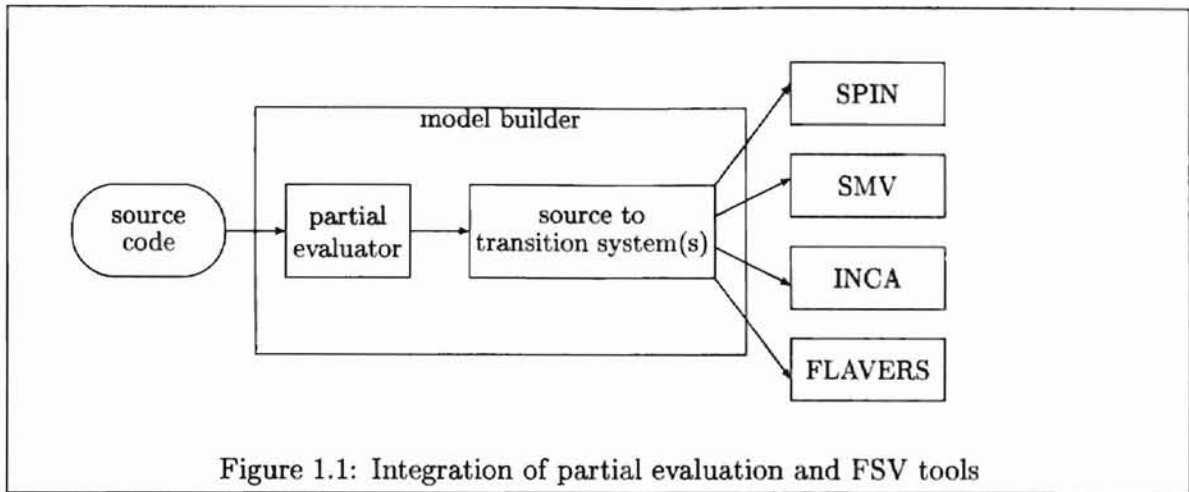 model builder
source
code
partial
evaluator
source to
transition system(s)
SPIN
SMV
INCA
FLAVERS
Figure 1.1: Integration of partial evaluation and FSV tools